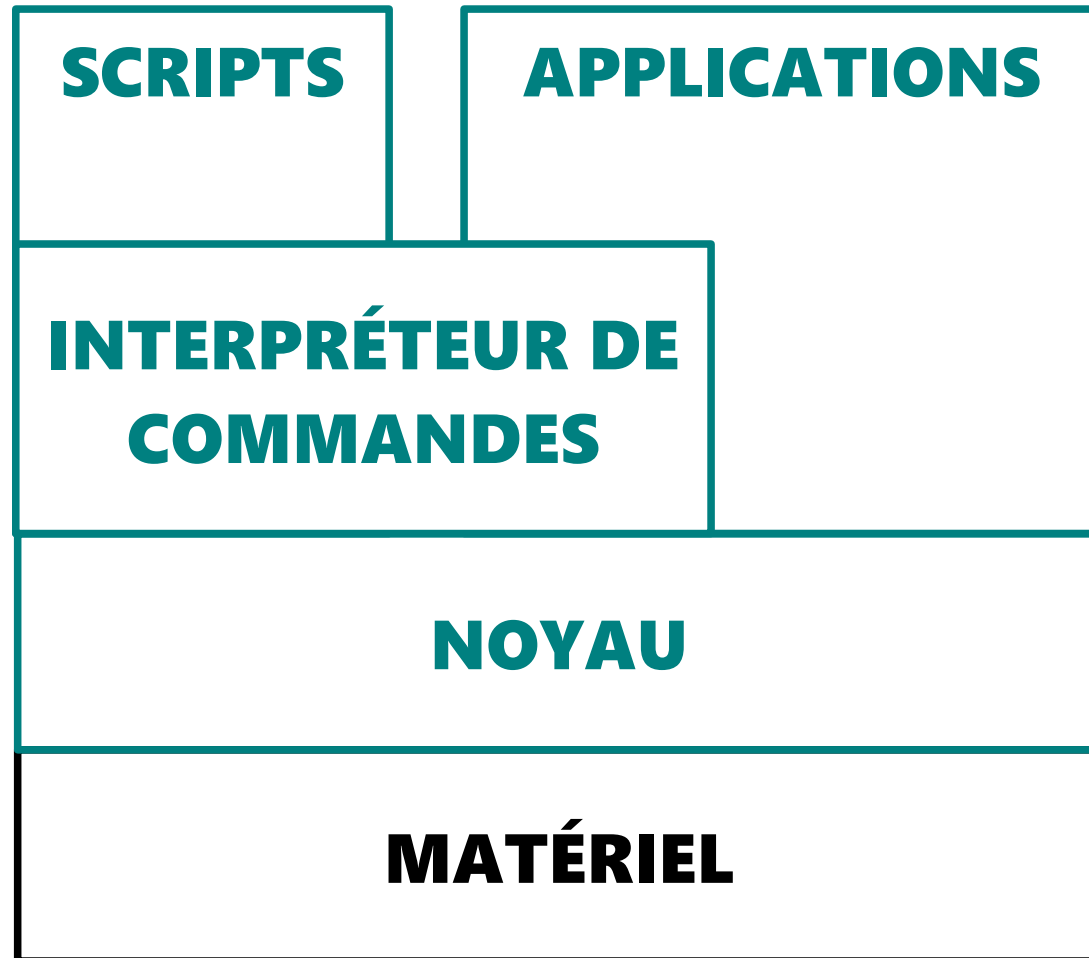 SCRIPTS
APPLICATIONS
INTERPRÉTEUR DE
COMMANDES
NOYAU
MATÉRIEL